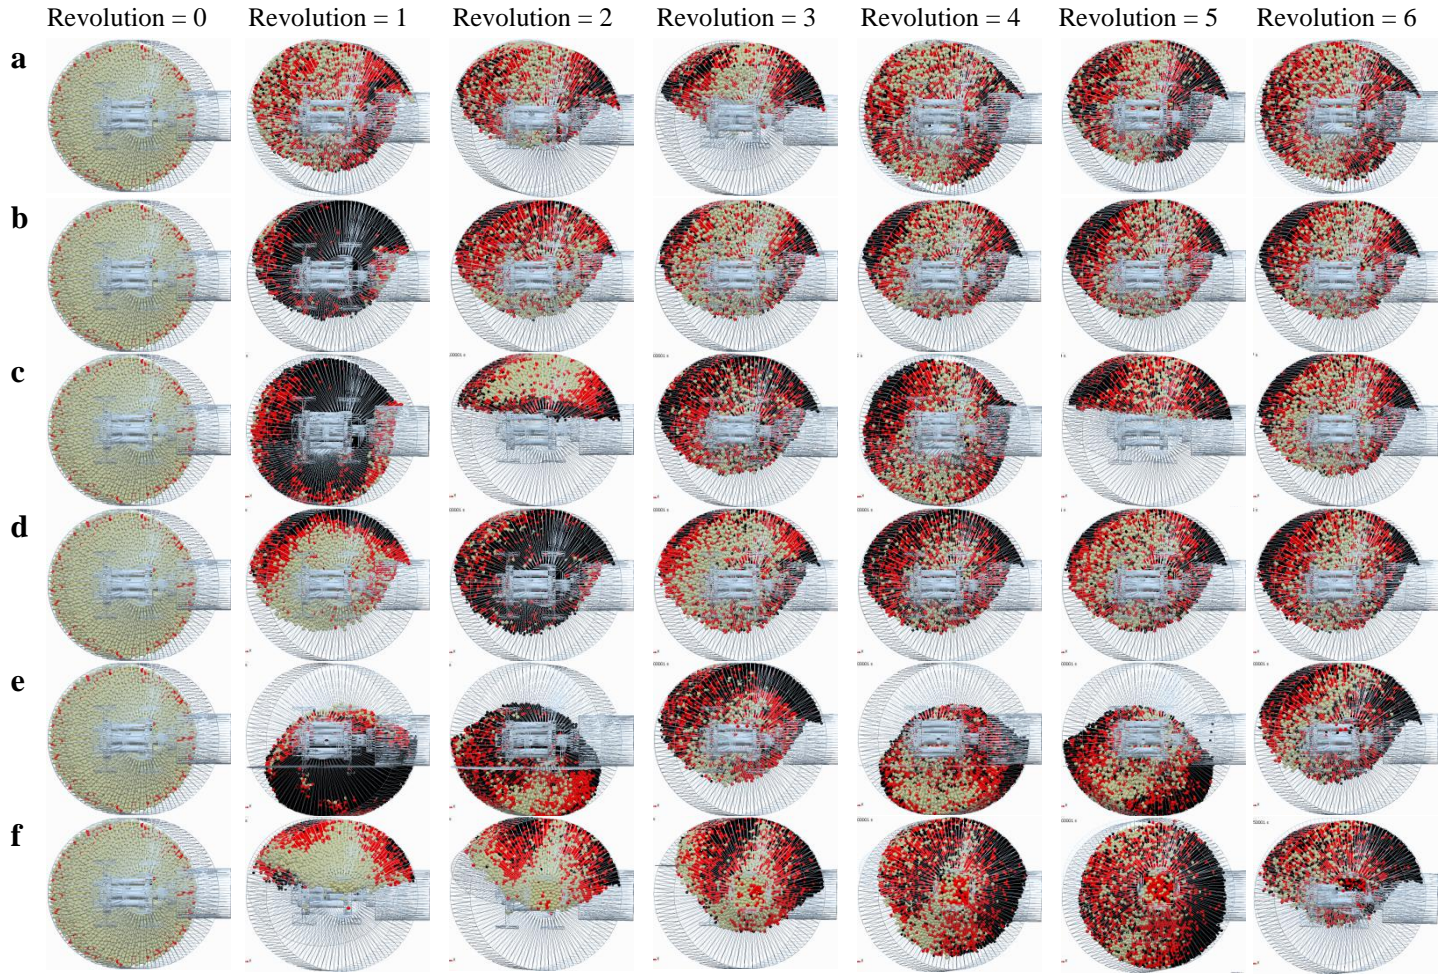 Revolution = 0 Revolution = 1 Revolution = 2 Revolution = 3 Revolution = 4 Revolution = 5 Revolution = 6
a
b
c
d
e
f